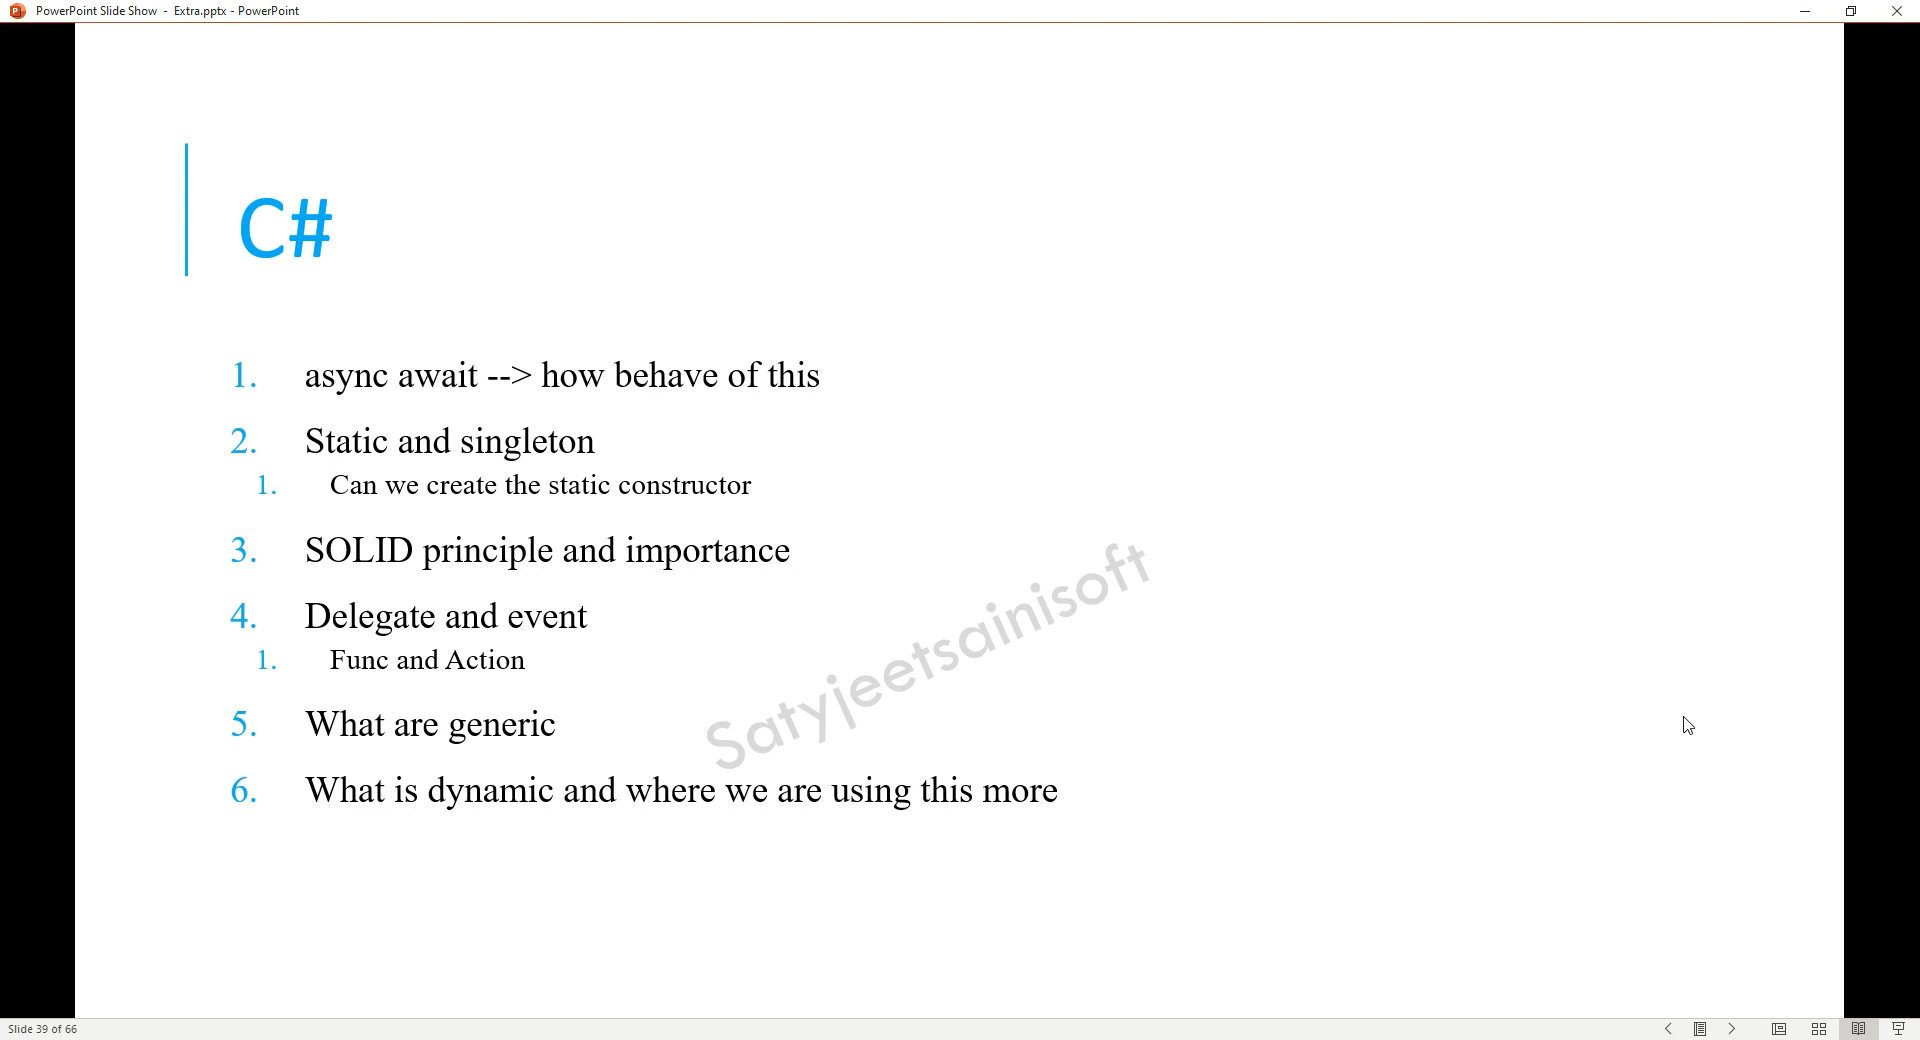 PowerPoint Slide Show - Extra.pptx - PowerPoint
C#
1. async await --> how behave of this
2. Static and singleton
1. Can we create the static constructor
3. SOLID principle and importance
4. Delegate and event
1. Func and Action
5. What are generic
6. What is dynamic and where we are using this more
Satyjeetsainisoft
Slide 39 of 66